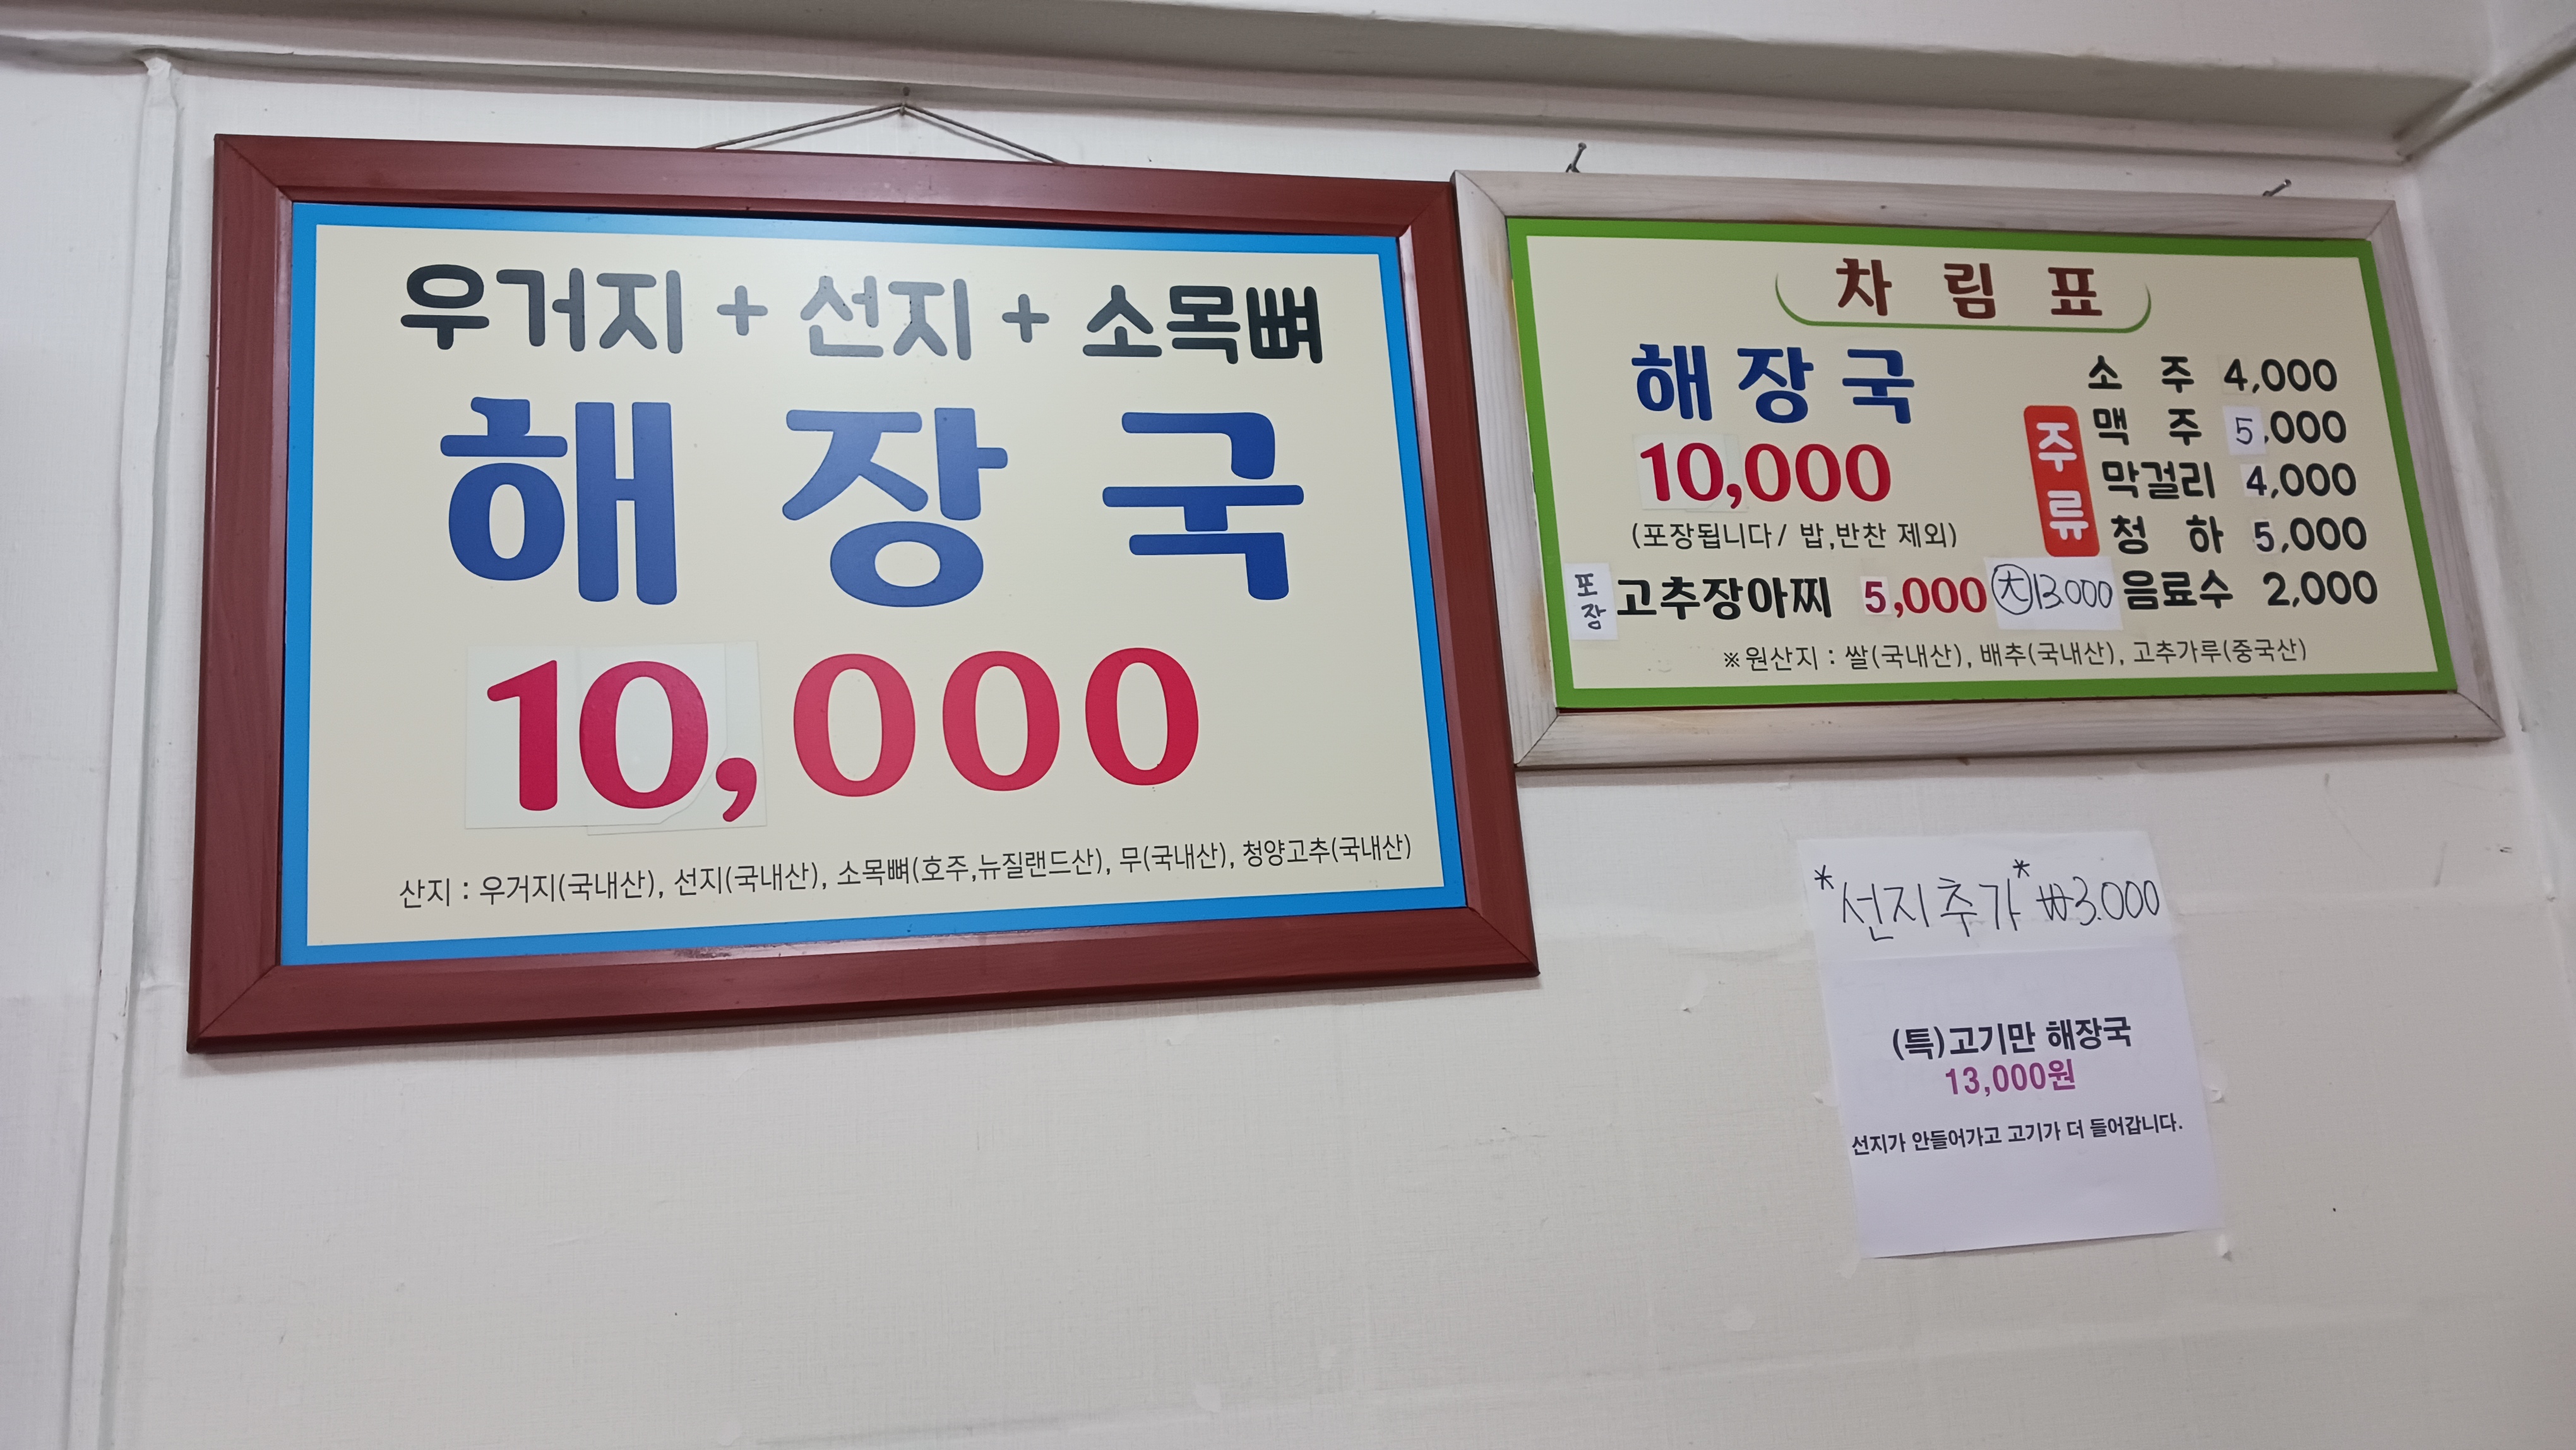 우거지 + 선지 + 소목뼈
해장국
10,000
산지 : 우거지(국내산), 선지(국내산), 소목뼈(호주,뉴질랜드산), 무(국내산), 청양고추(국내산)
차림표
해장국
10,000
(포장됩니다/ 밥,반찬 제외)
포장 고추장아찌 5,000 大 13.000
주류
소주 4,000
맥주 5,000
막걸리 4,000
청하 5,000
음료수 2,000
※원산지 : 쌀(국내산), 배추(국내산), 고추가루(중국산)
*선지추가* ₩3.000
(특)고기만 해장국
13,000원
선지가 안들어가고 고기가 더 들어갑니다.